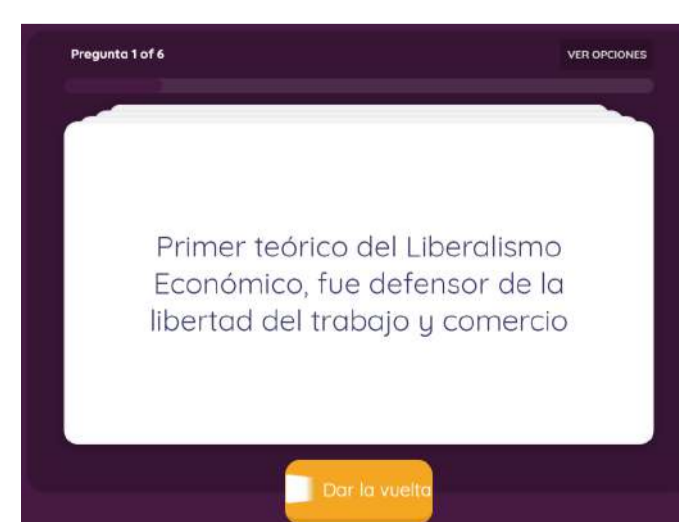 Pregunta 1 of 6
VER OPCIONES
Primer teórico del Liberalismo
Económico, fue defensor de la
libertad del trabajo y comercio
Dar la vuelta